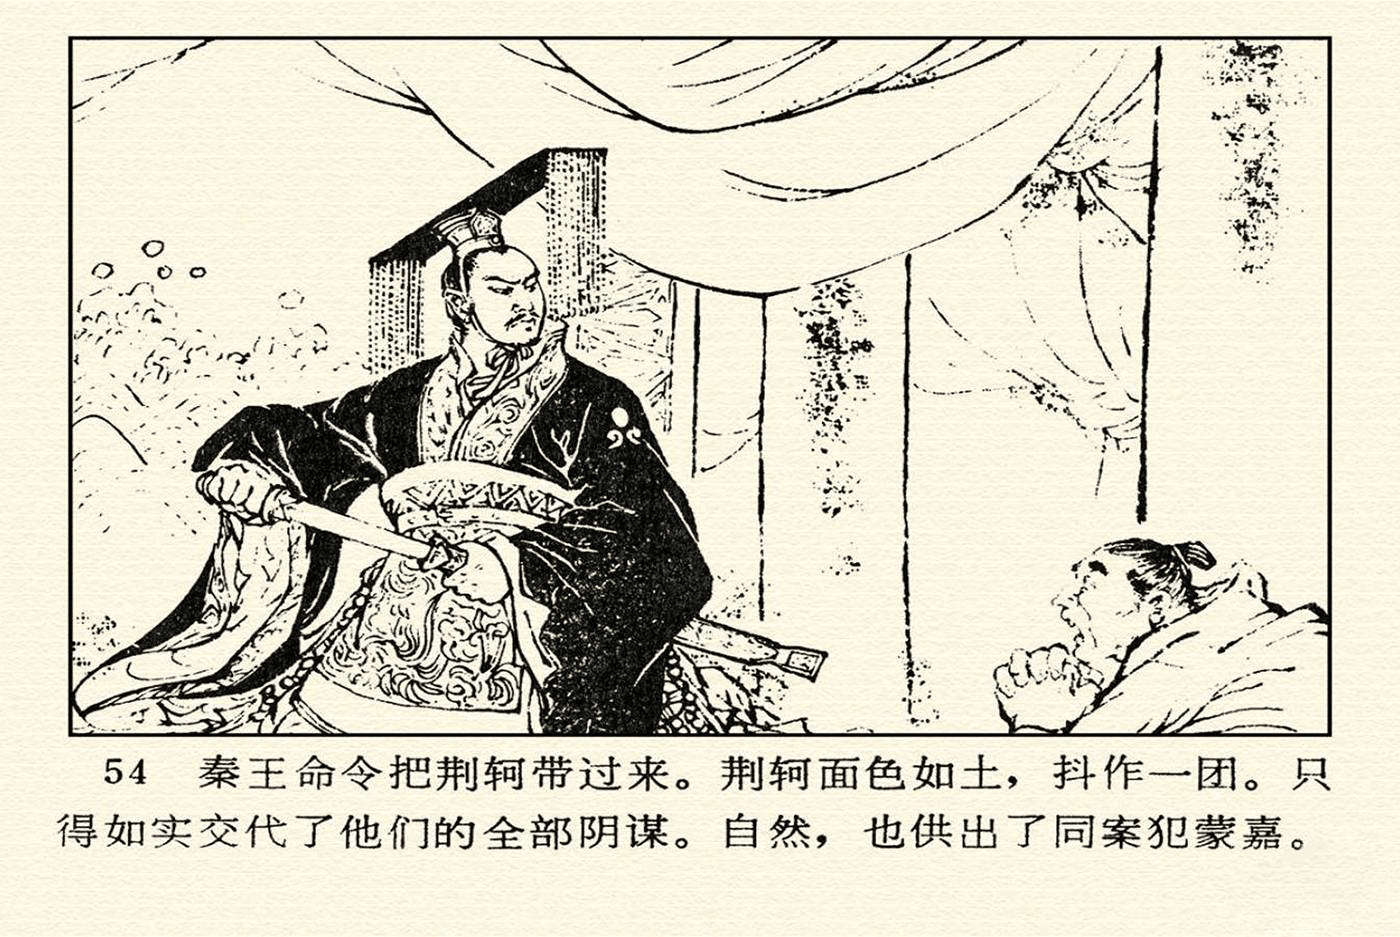 54 秦王命令把荆轲带过来。荆轲面色如土，抖作一团。只
得如实交代了他们的全部阴谋。自然，也供出了同案犯蒙嘉。